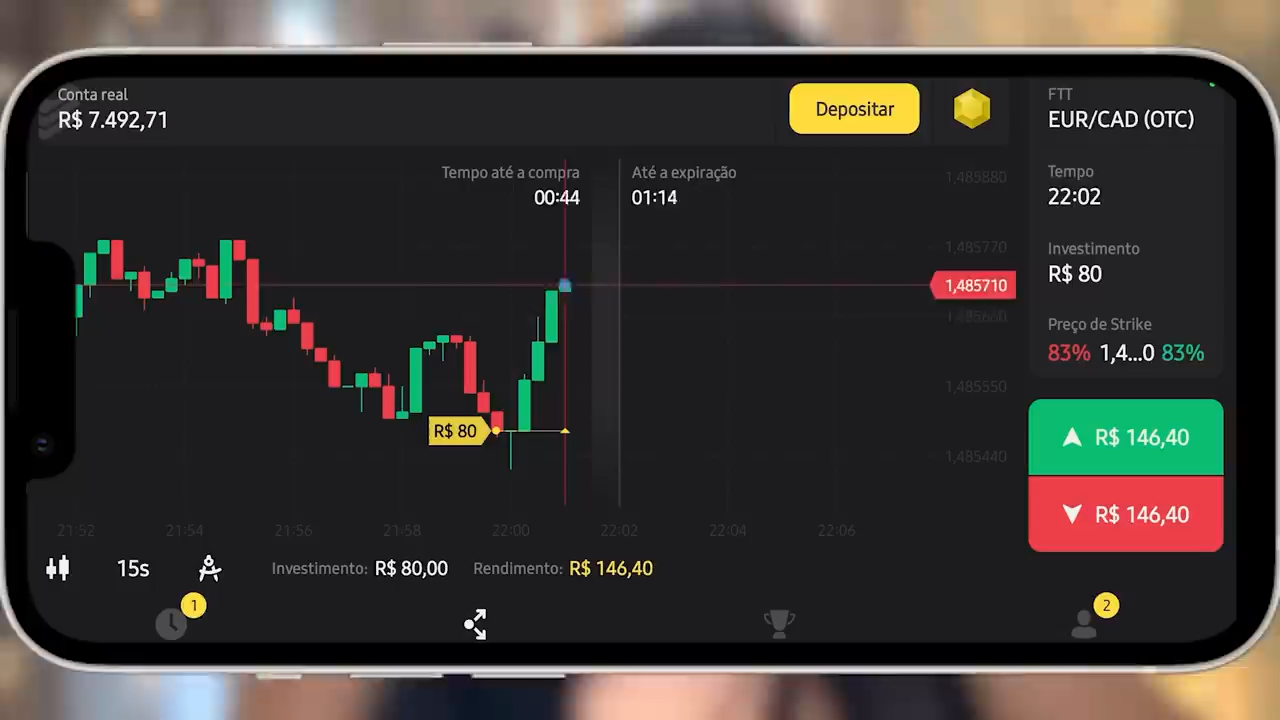 Conta real
R$ 7.492,71
Depositar
FTT
EUR/CAD (OTC)
Tempo até a compra
00:44
Até a expiração
01:14
Tempo
22:02
Investimento
R$ 80
Preço de Strike
83% 1,4...0 83%
1,485880
1,485770
1,485710
1,485550
1,485440
R$ 80
R$ 146,40
R$ 146,40
21:52
21:54
21:56
21:58
22:00
22:02
22:04
22:06
15s
Investimento: R$ 80,00
Rendimento: R$ 146,40
1
2